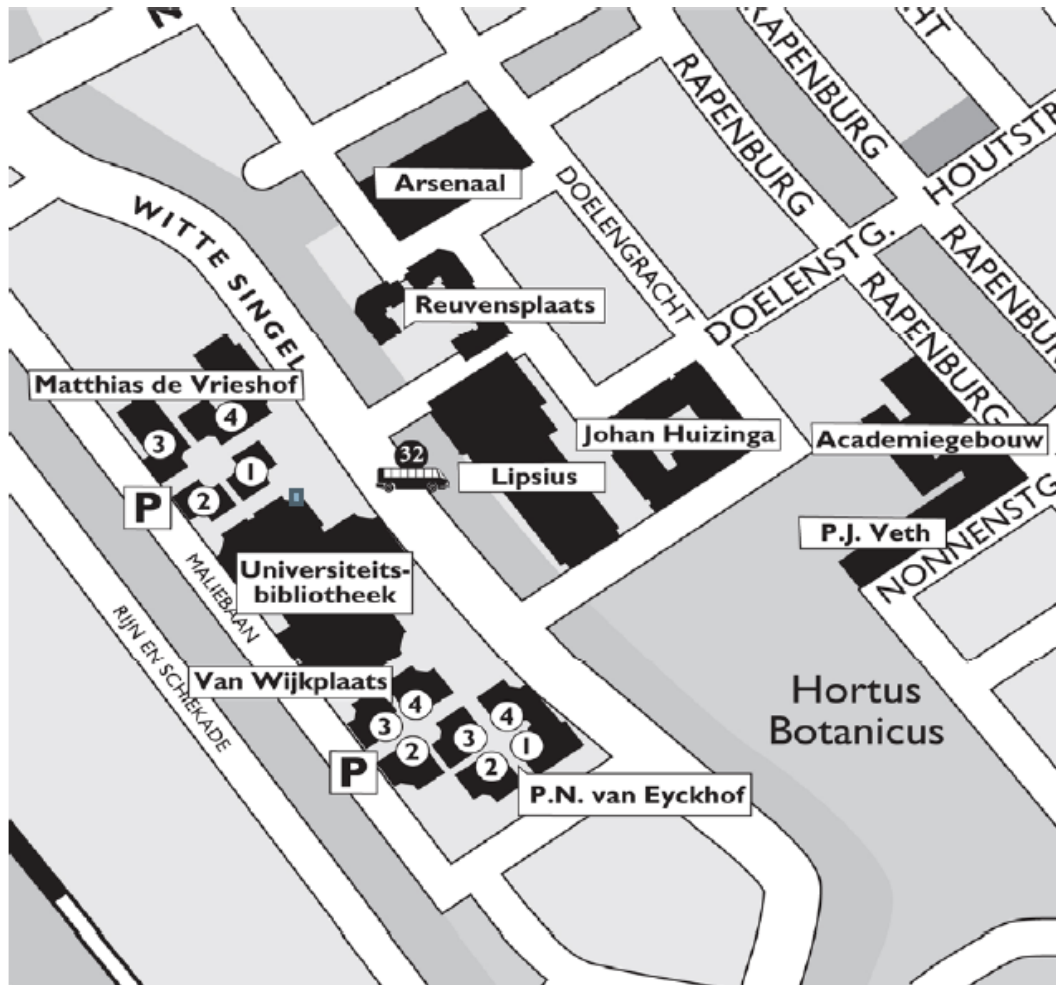 RAPENBURG
RAPENBURG
Arsenaal
DOELENGRACHT
WITTE SINGEL
DOELENSTG.
RAPENBURG
RAPENBURG
Reuvensplaats
Matthias de Vrieshof
4
3
1
2
P
32
Lipsius
Johan Huizinga
Academiegebouw
P.J. Veth
NONNENSTG.
Universiteits-
bibliotheek
MALIEBAAN
RIJN EN SCHIEKADE
Van Wijkplaats
4
3
2
P
4
3
1
2
P.N. van Eyckhof
Hortus
Botanicus